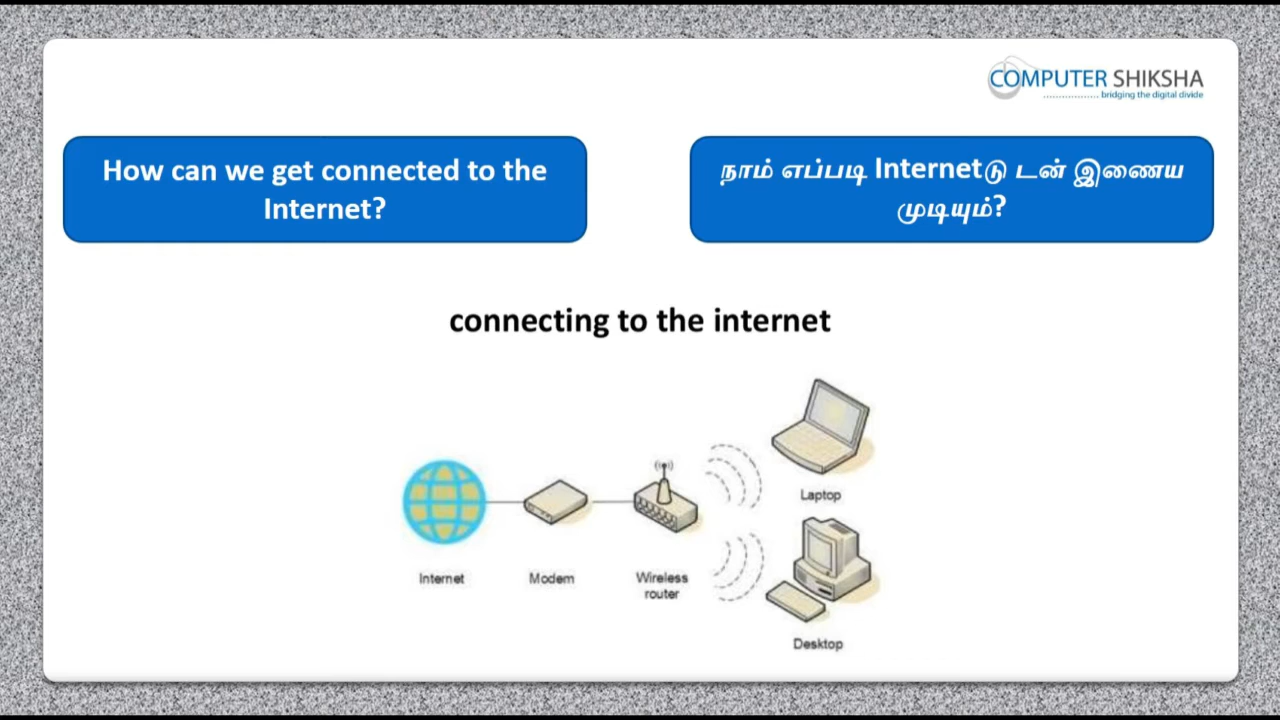 COMPUTER SHIKSHA
bridging the digital divide
How can we get connected to the
Internet?
நாம் எப்படி Internetடு டன் இணைய
முடியும்?
connecting to the internet
Laptop
Internet
Modem
Wireless
router
Desktop